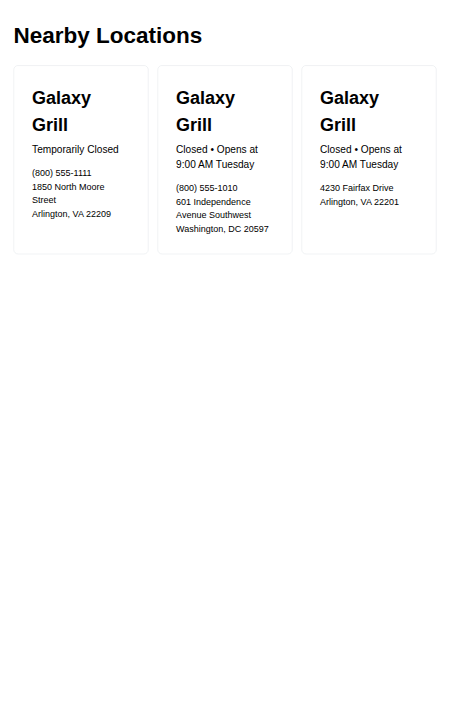 Nearby Locations
Galaxy
Grill
Temporarily Closed
(800) 555-1111
1850 North Moore
Street
Arlington, VA 22209
Galaxy
Grill
Closed • Opens at
9:00 AM Tuesday
(800) 555-1010
601 Independence
Avenue Southwest
Washington, DC 20597
Galaxy
Grill
Closed • Opens at
9:00 AM Tuesday
4230 Fairfax Drive
Arlington, VA 22201